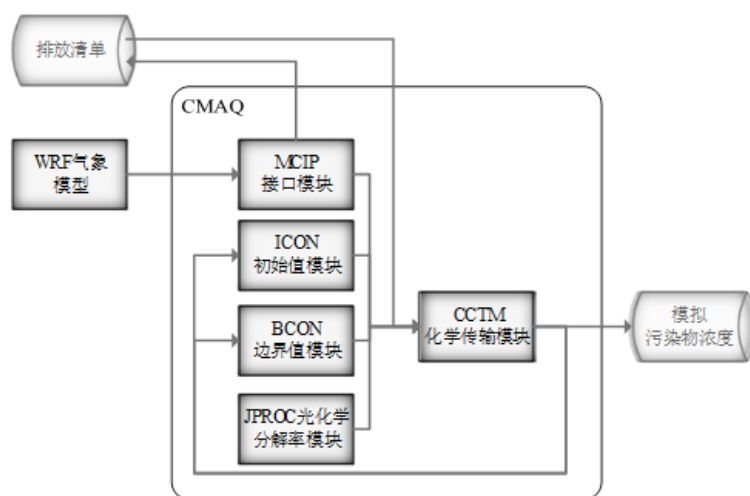 排放清单
CMAQ
WRF气象
模型
MCIP
接口模块
ICON
初始值模块
BCON
边界值模块
JPROC光化学
分解率模块
CCTM
化学传输模块
模拟
污染物浓度